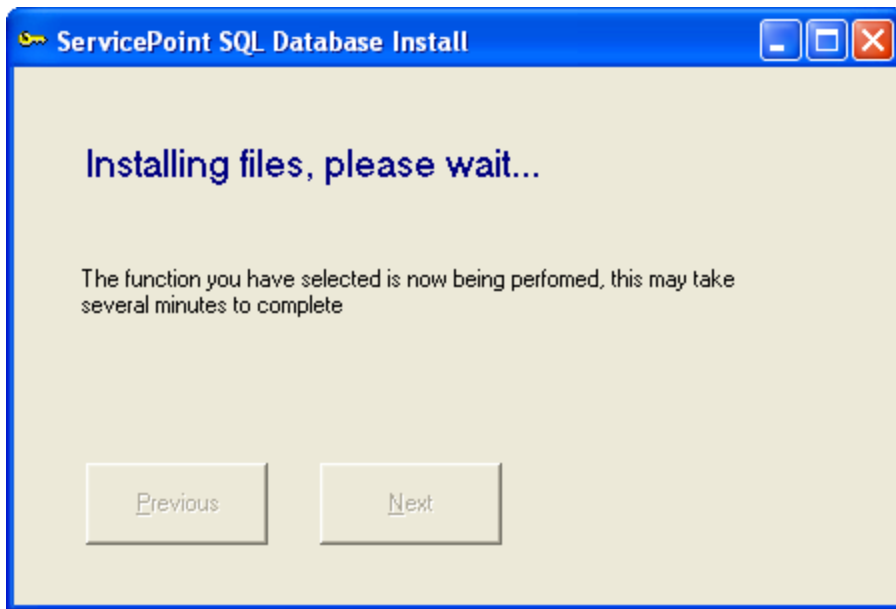 ServicePoint SQL Database Install
Installing files, please wait...
The function you have selected is now being perfomed, this may take
several minutes to complete
Previous
Next